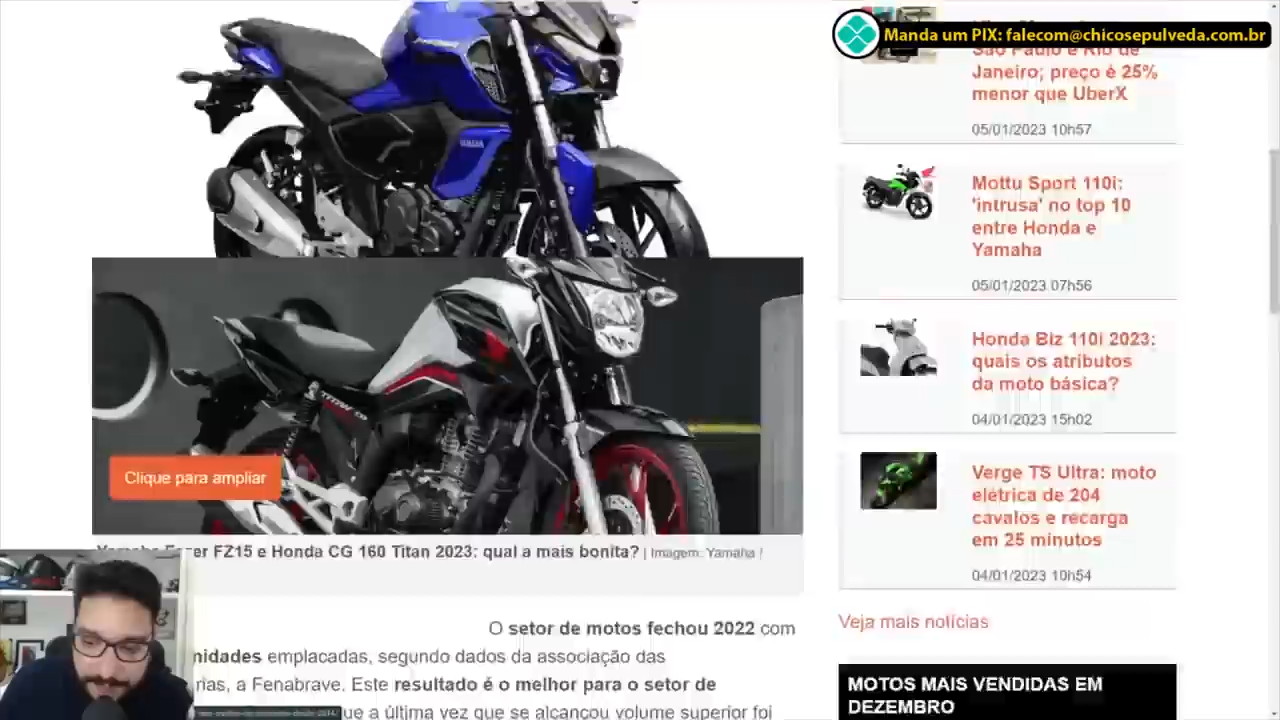 Manda um PIX: falecom@chicosepulveda.com.br
São Paulo e Rio de
Janeiro; preço é 25%
menor que UberX
05/01/2023 10h57
Mottu Sport 110i:
'intrusa' no top 10
entre Honda e
Yamaha
05/01/2023 07h56
Honda Biz 110i 2023:
quais os atributos
da moto básica?
04/01/2023 15h02
Verge TS Ultra: moto
elétrica de 204
cavalos e recarga
em 25 minutos
04/01/2023 10h54
Veja mais notícias
MOTOS MAIS VENDIDAS EM
DEZEMBRO
YAMAHA
TITAN
Clique para ampliar
Yamaha Fazer FZ15 e Honda CG 160 Titan 2023: qual a mais bonita? | Imagem: Yamaha |
O setor de motos fechou 2022 com
nidades emplacadas, segundo dados da associação das
nas, a Fenabrave. Este resultado é o melhor para o setor de
ue a última vez que se alcançou volume superior foi